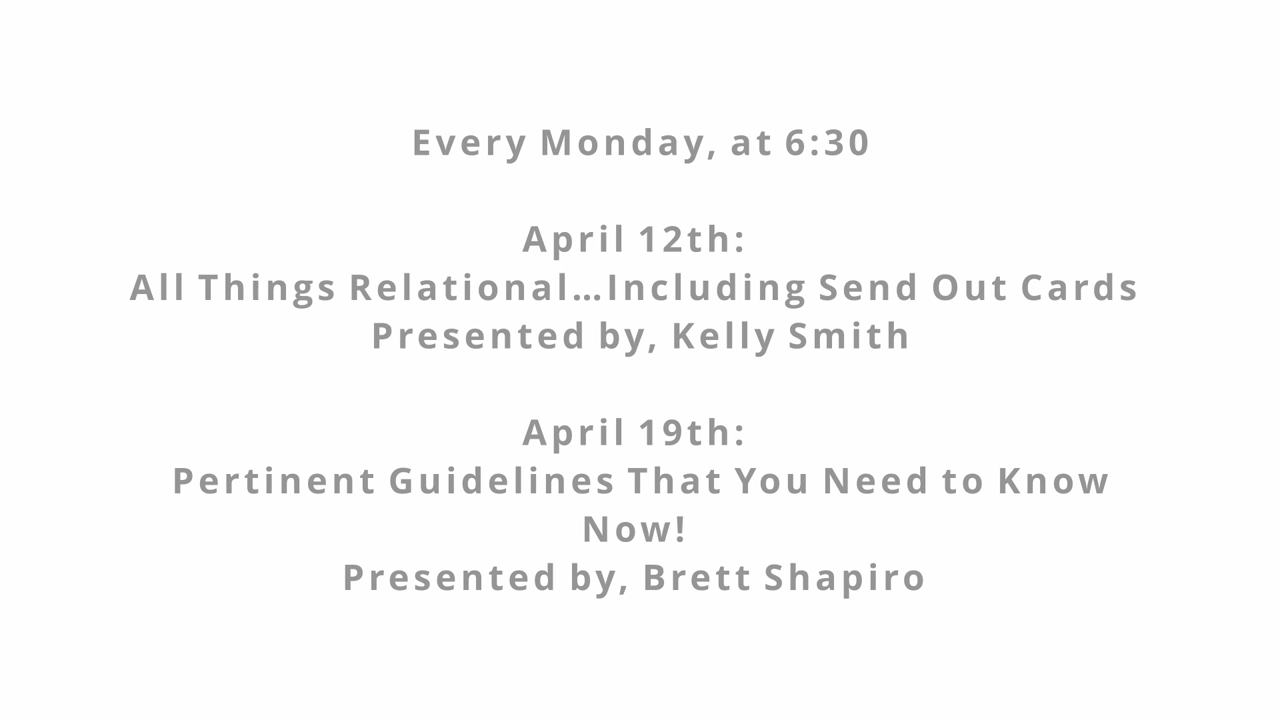 Every Monday, at 6:30
April 12th:
All Things Relational...Including Send Out Cards
Presented by, Kelly Smith
April 19th:
Pertinent Guidelines That You Need to Know
Now!
Presented by, Brett Shapiro